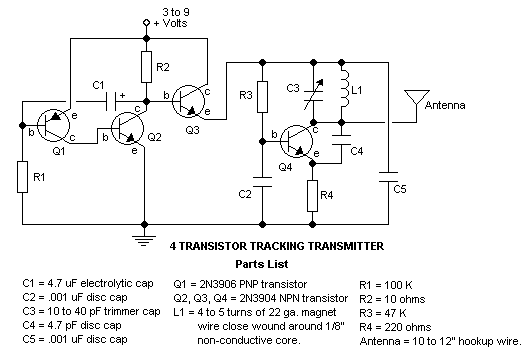 3 to 9
+ Volts
R2
C1
+
c
b
e
Q3
e
b
c
Q1
c
b
e
Q2
R1
R3
C3
L1
Antenna
b
c
e
Q4
C4
C2
R4
C5
4 TRANSISTOR TRACKING TRANSMITTER
Parts List
C1 = 4.7 uF electrolytic cap
C2 = .001 uF disc cap
C3 = 10 to 40 pF trimmer cap
C4 = 4.7 pF disc cap
C5 = .001 uF disc cap
Q1 = 2N3906 PNP transistor
Q2, Q3, Q4 = 2N3904 NPN transistor
L1 = 4 to 5 turns of 22 ga. magnet
wire close wound around 1/8"
non-conductive core.
R1 = 100 K
R2 = 10 ohms
R3 = 47 K
R4 = 220 ohms
Antenna = 10 to 12" hookup wire.